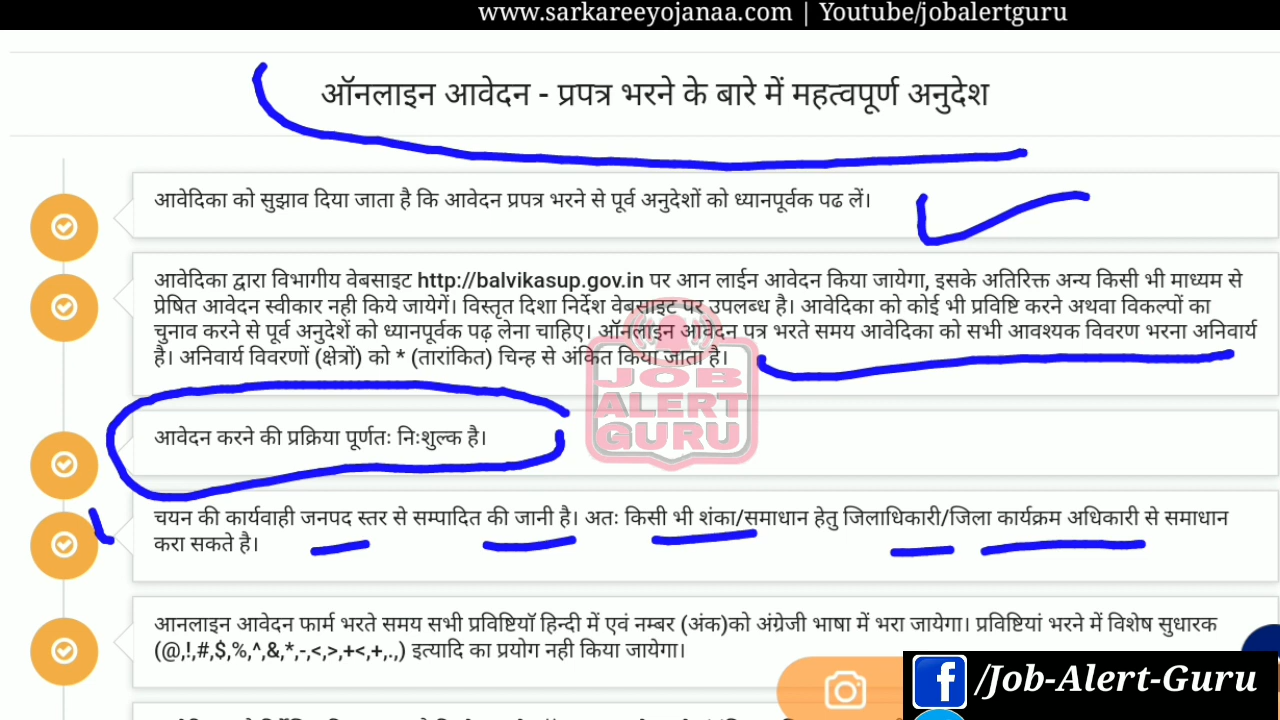 www.sarkareeyojanaa.com | Youtube/jobalertguru
ऑनलाइन आवेदन - प्रपत्र भरने के बारे में महत्वपूर्ण अनुदेश
आवेदिका को सुझाव दिया जाता है कि आवेदन प्रपत्र भरने से पूर्व अनुदेशों को ध्यानपूर्वक पढ लें।
आवेदिका द्वारा विभागीय वेबसाइट http://balvikasup.gov.in पर आन लाईन आवेदन किया जायेगा, इसके अतिरिक्त अन्य किसी भी माध्यम से
प्रेषित आवेदन स्वीकार नही किये जायेगें। विस्तृत दिशा निर्देश वेबसाइट पर उपलब्ध है। आवेदिका को कोई भी प्रविष्टि करने अथवा विकल्पों का
चुनाव करने से पूर्व अनुदेशें को ध्यानपूर्वक पढ़ लेना चाहिए। ऑनलाइन आवेदन पत्र भरते समय आवेदिका को सभी आवश्यक विवरण भरना अनिवार्य
है। अनिवार्य विवरणों (क्षेत्रों) को * (तारांकित) चिन्ह से अंकित किया जाता है।
JOB
ALERT
GURU
आवेदन करने की प्रक्रिया पूर्णतः निःशुल्क है।
चयन की कार्यवाही जनपद स्तर से सम्पादित की जानी है। अतः किसी भी शंका/समाधान हेतु जिलाधिकारी/जिला कार्यक्रम अधिकारी से समाधान
करा सकते है।
आनलाइन आवेदन फार्म भरते समय सभी प्रविष्टियॉ हिन्दी में एवं नम्बर (अंक)को अंग्रेजी भाषा में भरा जायेगा। प्रविष्टियां भरने में विशेष सुधारक
(@,!,#,$,%,^,&,*,-,<,>,+<,+,.,) इत्यादि का प्रयोग नही किया जायेगा।
/Job-Alert-Guru